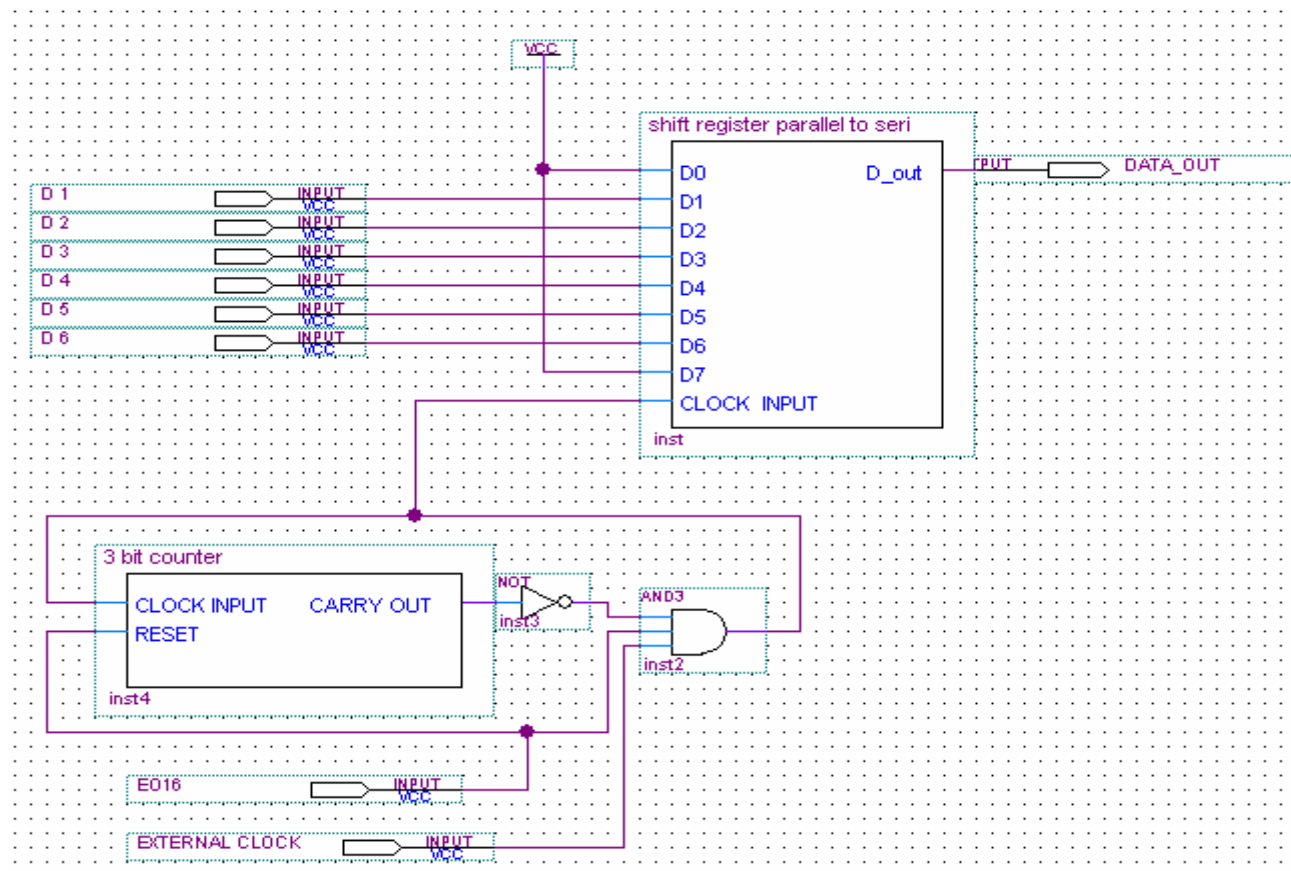 VCC
shift register parallel to seri
D0 D_out
PUT DATA_OUT
D 1 INPUT
VCC
D1
D 2 INPUT
VCC
D2
D 3 INPUT
VCC
D3
D 4 INPUT
VCC
D4
D 5 INPUT
VCC
D5
D 6 INPUT
VCC
D6
D7
CLOCK INPUT
inst
3 bit counter
CLOCK INPUT CARRY OUT
RESET
inst4
NOT
inst3
AND3
inst2
EO16 INPUT
VCC
EXTERNAL CLOCK INPUT
VCC